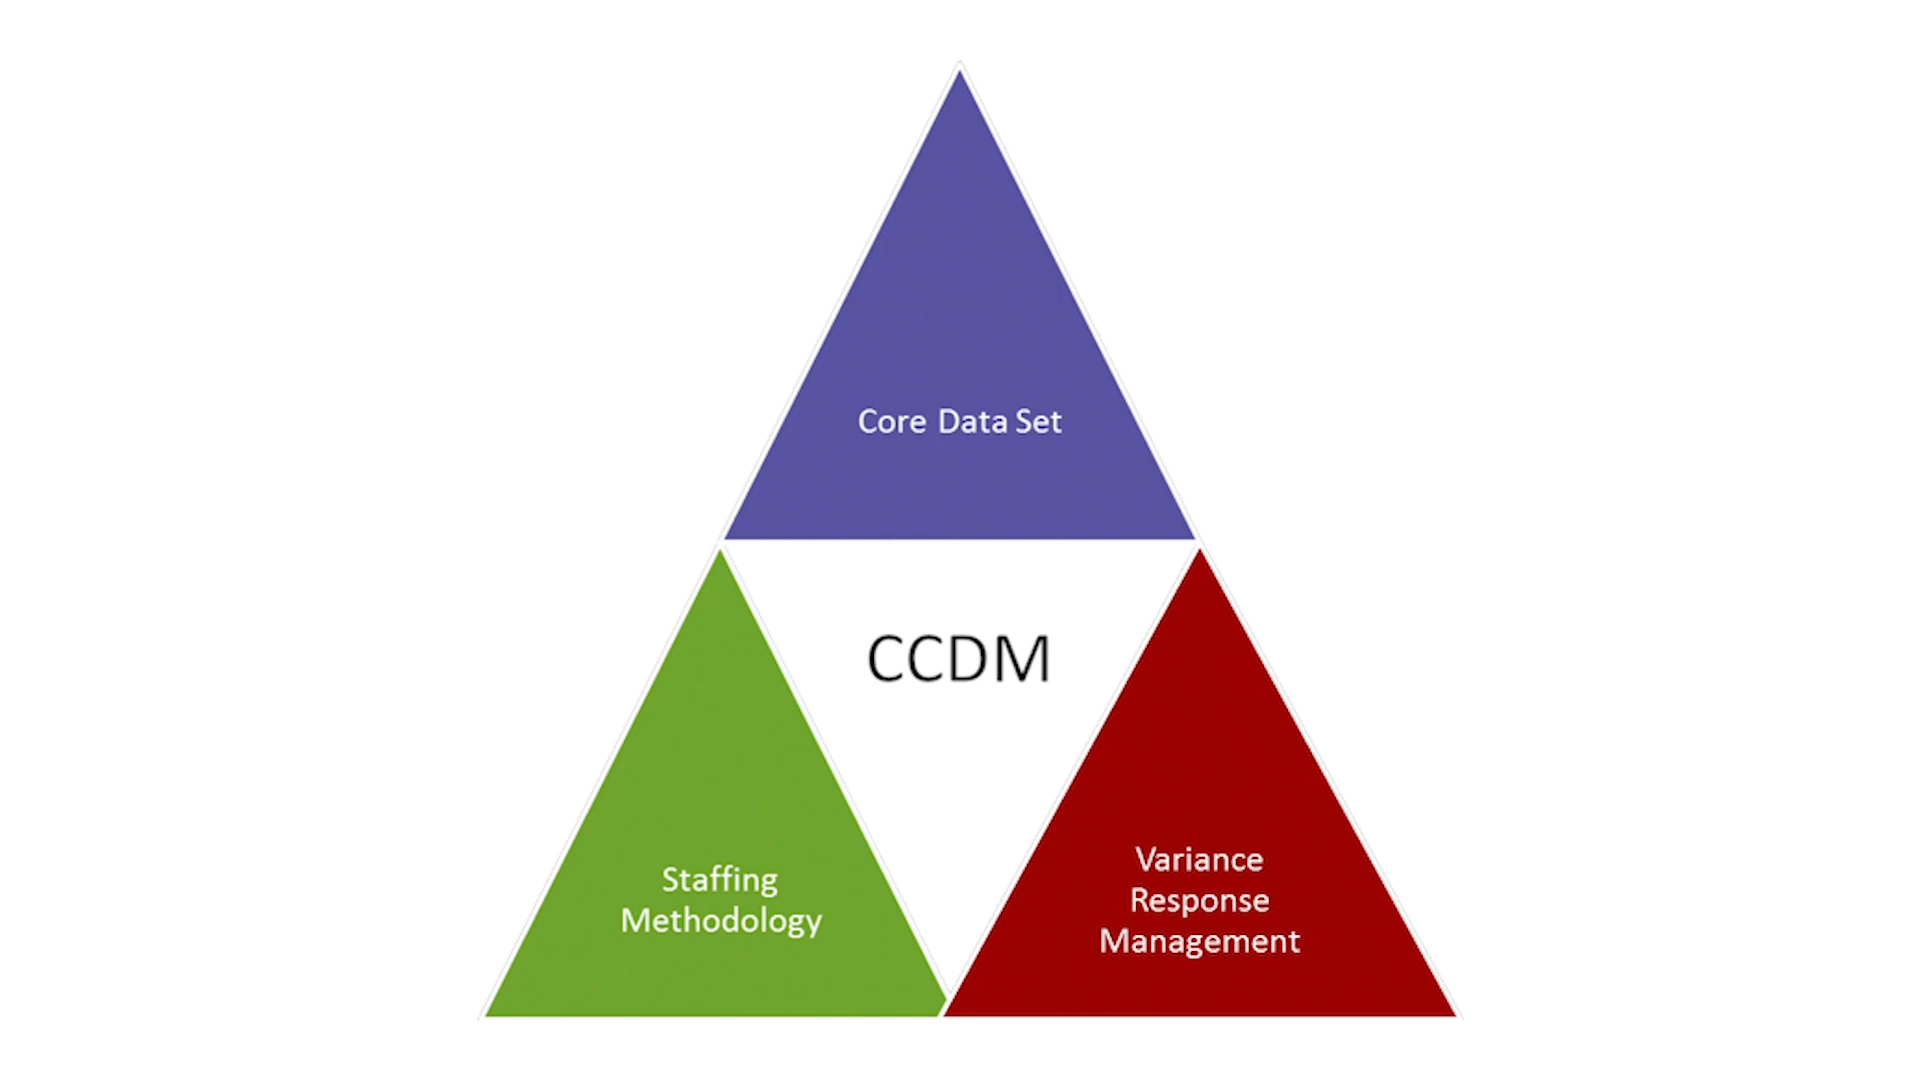 Core Data Set
CCDM
Staffing
Methodology
Variance
Response
Management